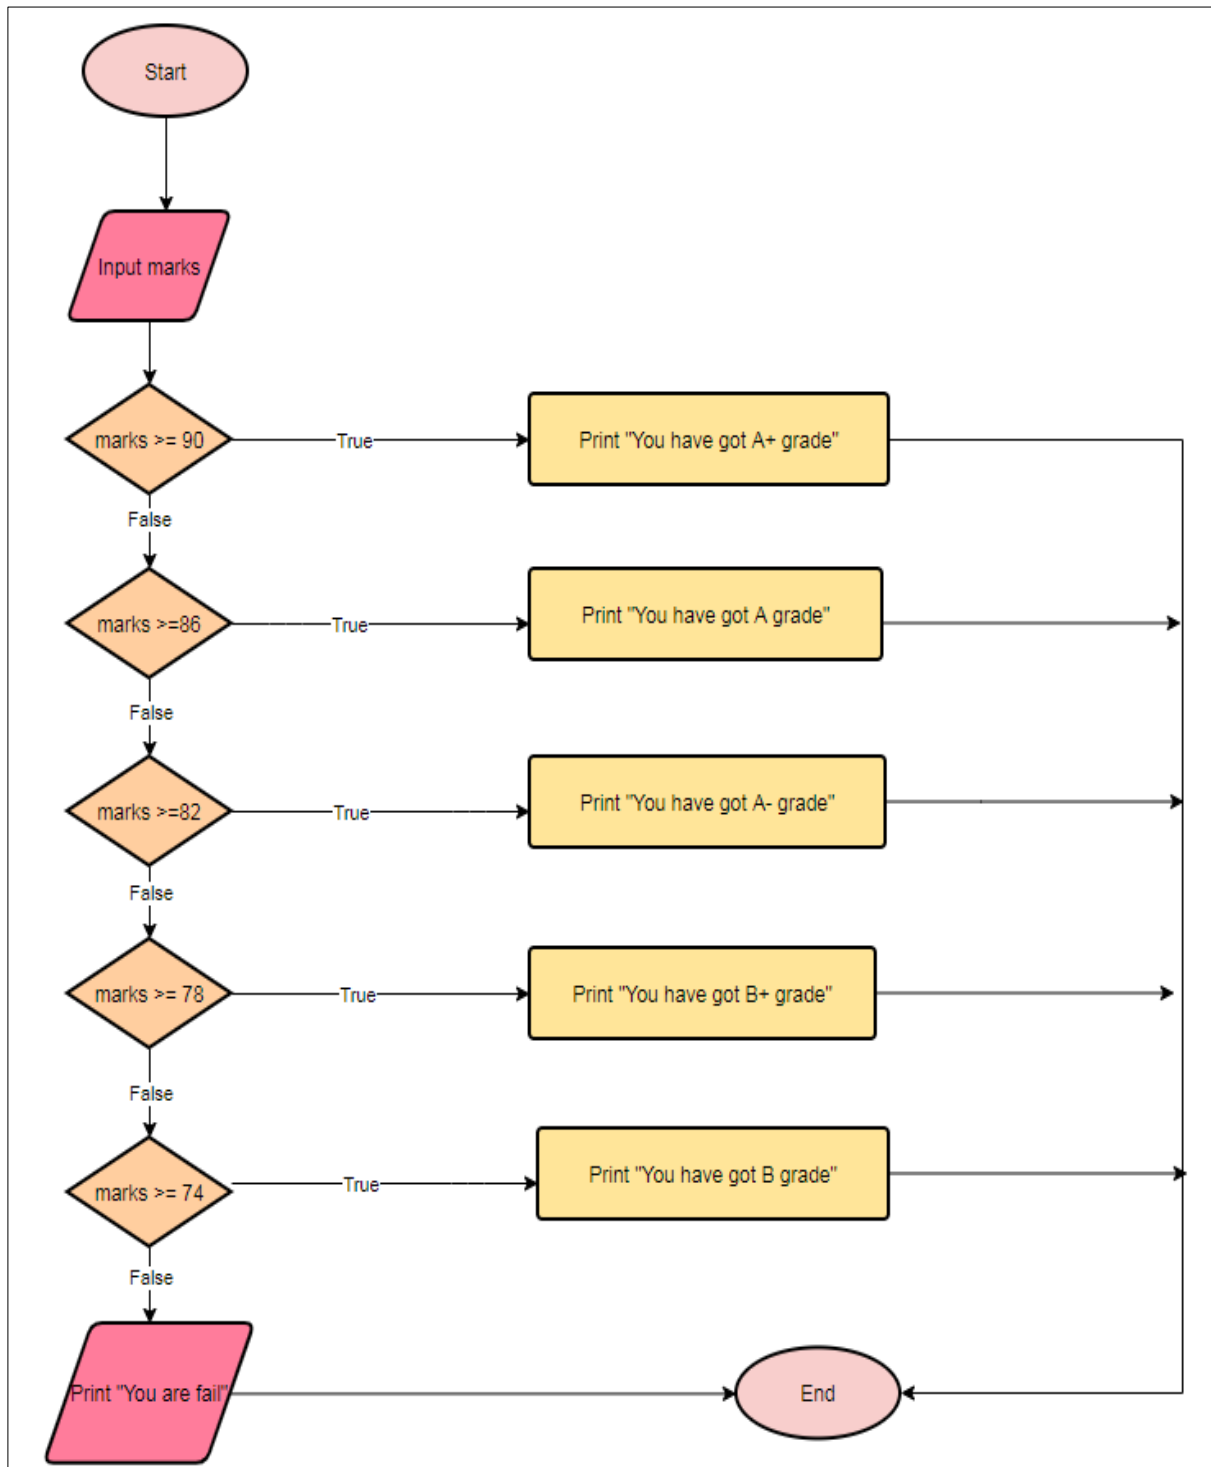 Start
Input marks
marks >= 90
True
Print "You have got A+ grade"
False
marks >=86
True
Print "You have got A grade"
False
marks >=82
True
Print "You have got A- grade"
False
marks >= 78
True
Print "You have got B+ grade"
False
marks >= 74
True
Print "You have got B grade"
False
Print "You are fail"
End